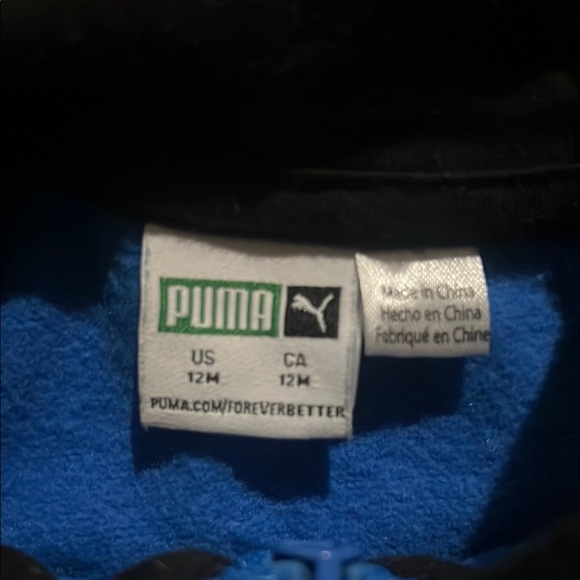 PUMA
US CA
12M 12M
PUMA.COM/FOREVERBETTER
Made in China
Hecho en China
Fabriqué en Chine